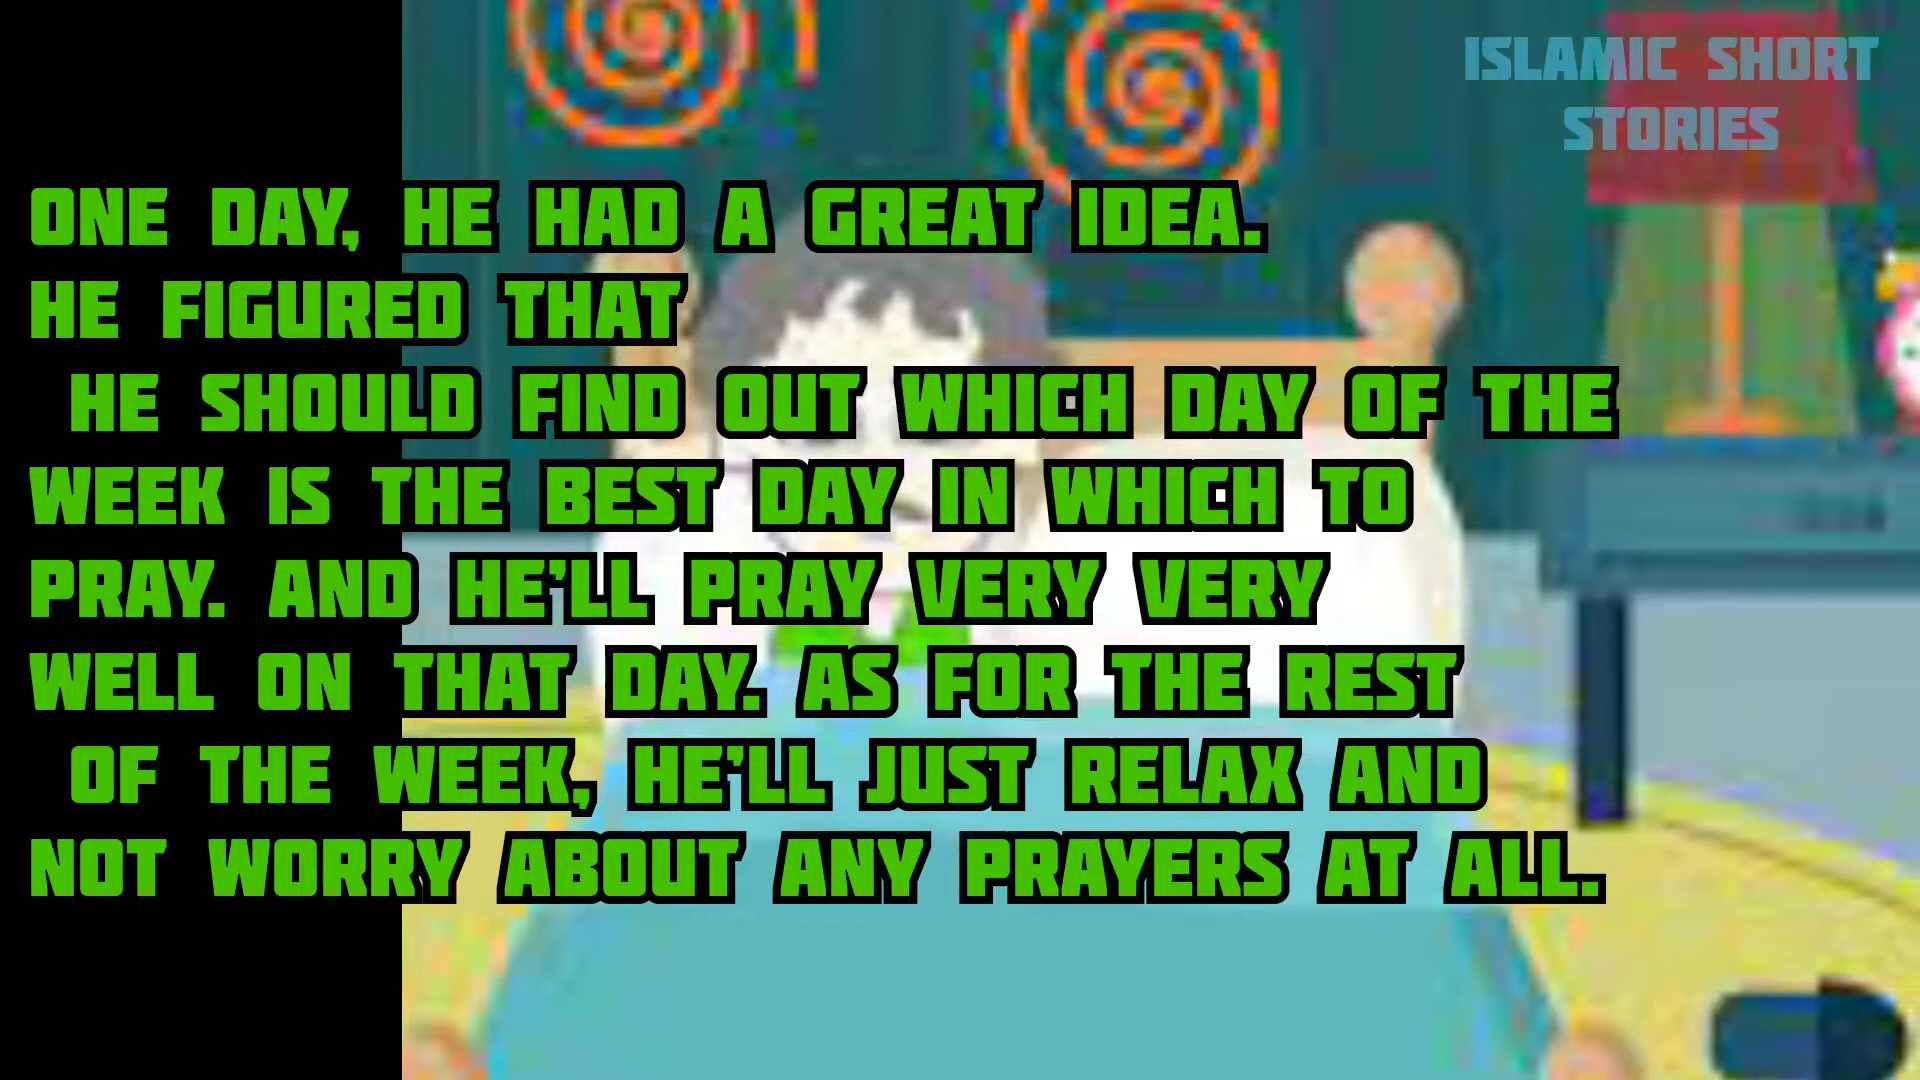 ISLAMIC SHORT
STORIES
ONE DAY, HE HAD A GREAT IDEA.
HE FIGURED THAT
HE SHOULD FIND OUT WHICH DAY OF THE
WEEK IS THE BEST DAY IN WHICH TO
PRAY. AND HE'LL PRAY VERY VERY
WELL ON THAT DAY. AS FOR THE REST
OF THE WEEK, HE'LL JUST RELAX AND
NOT WORRY ABOUT ANY PRAYERS AT ALL.